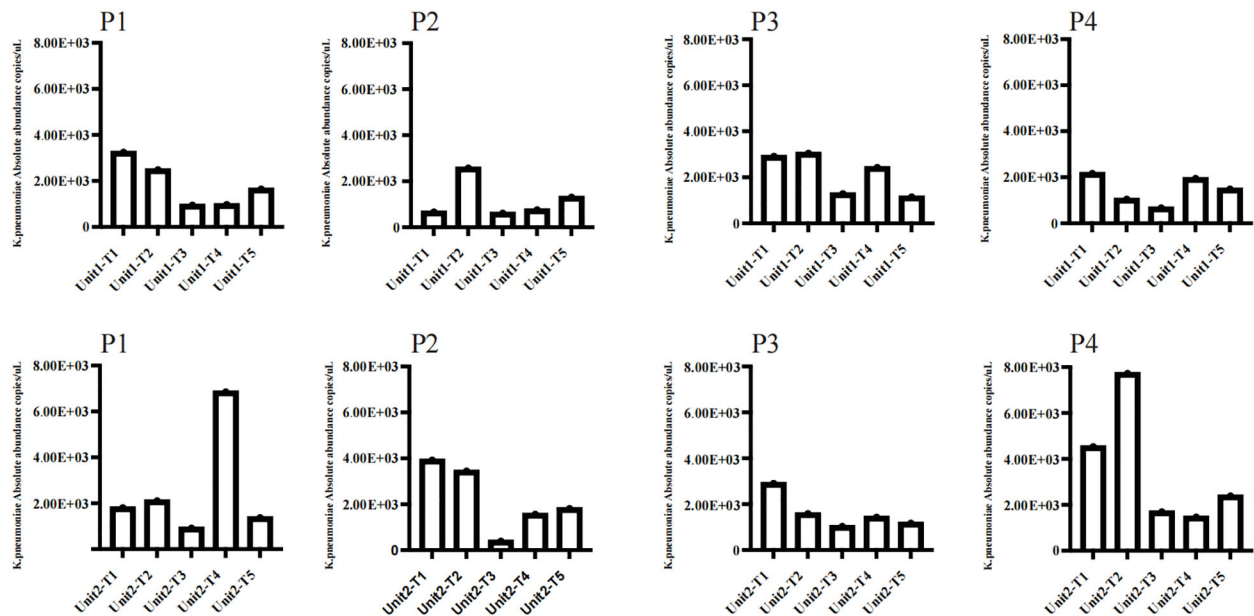 P1
K.pneumoniae Absolute abundance copies/uL
8.00E+03
6.00E+03
4.00E+03
2.00E+03
0
Unit1-T1
Unit1-T2
Unit1-T3
Unit1-T4
Unit1-T5
P2
K.pneumoniae Absolute abundance copies/uL
8.00E+03
6.00E+03
4.00E+03
2.00E+03
0
Unit1-T1
Unit1-T2
Unit1-T3
Unit1-T4
Unit1-T5
P3
K.pneumoniae Absolute abundance copies/uL
8.00E+03
6.00E+03
4.00E+03
2.00E+03
0
Unit1-T1
Unit1-T2
Unit1-T3
Unit1-T4
Unit1-T5
P4
K.pneumoniae Absolute abundance copies/uL
8.00E+03
6.00E+03
4.00E+03
2.00E+03
0
Unit1-T1
Unit1-T2
Unit1-T3
Unit1-T4
Unit1-T5
P1
K.pneumoniae Absolute abundance copies/uL
8.00E+03
6.00E+03
4.00E+03
2.00E+03
Unit2-T1
Unit2-T2
Unit2-T3
Unit2-T4
Unit2-T5
P2
K.pneumoniae Absolute abundance copies/uL
8.00E+03
6.00E+03
4.00E+03
2.00E+03
0
Unit2-T1
Unit2-T2
Unit2-T3
Unit2-T4
Unit2-T5
P3
K.pneumoniae Absolute abundance copies/uL
8.00E+03
6.00E+03
4.00E+03
2.00E+03
0
Unit2-T1
Unit2-T2
Unit2-T3
Unit2-T4
Unit2-T5
P4
K.pneumoniae Absolute abundance copies/uL
8.00E+03
6.00E+03
4.00E+03
2.00E+03
0
Unit2-T1
Unit2-T2
Unit2-T3
Unit2-T4
Unit2-T5